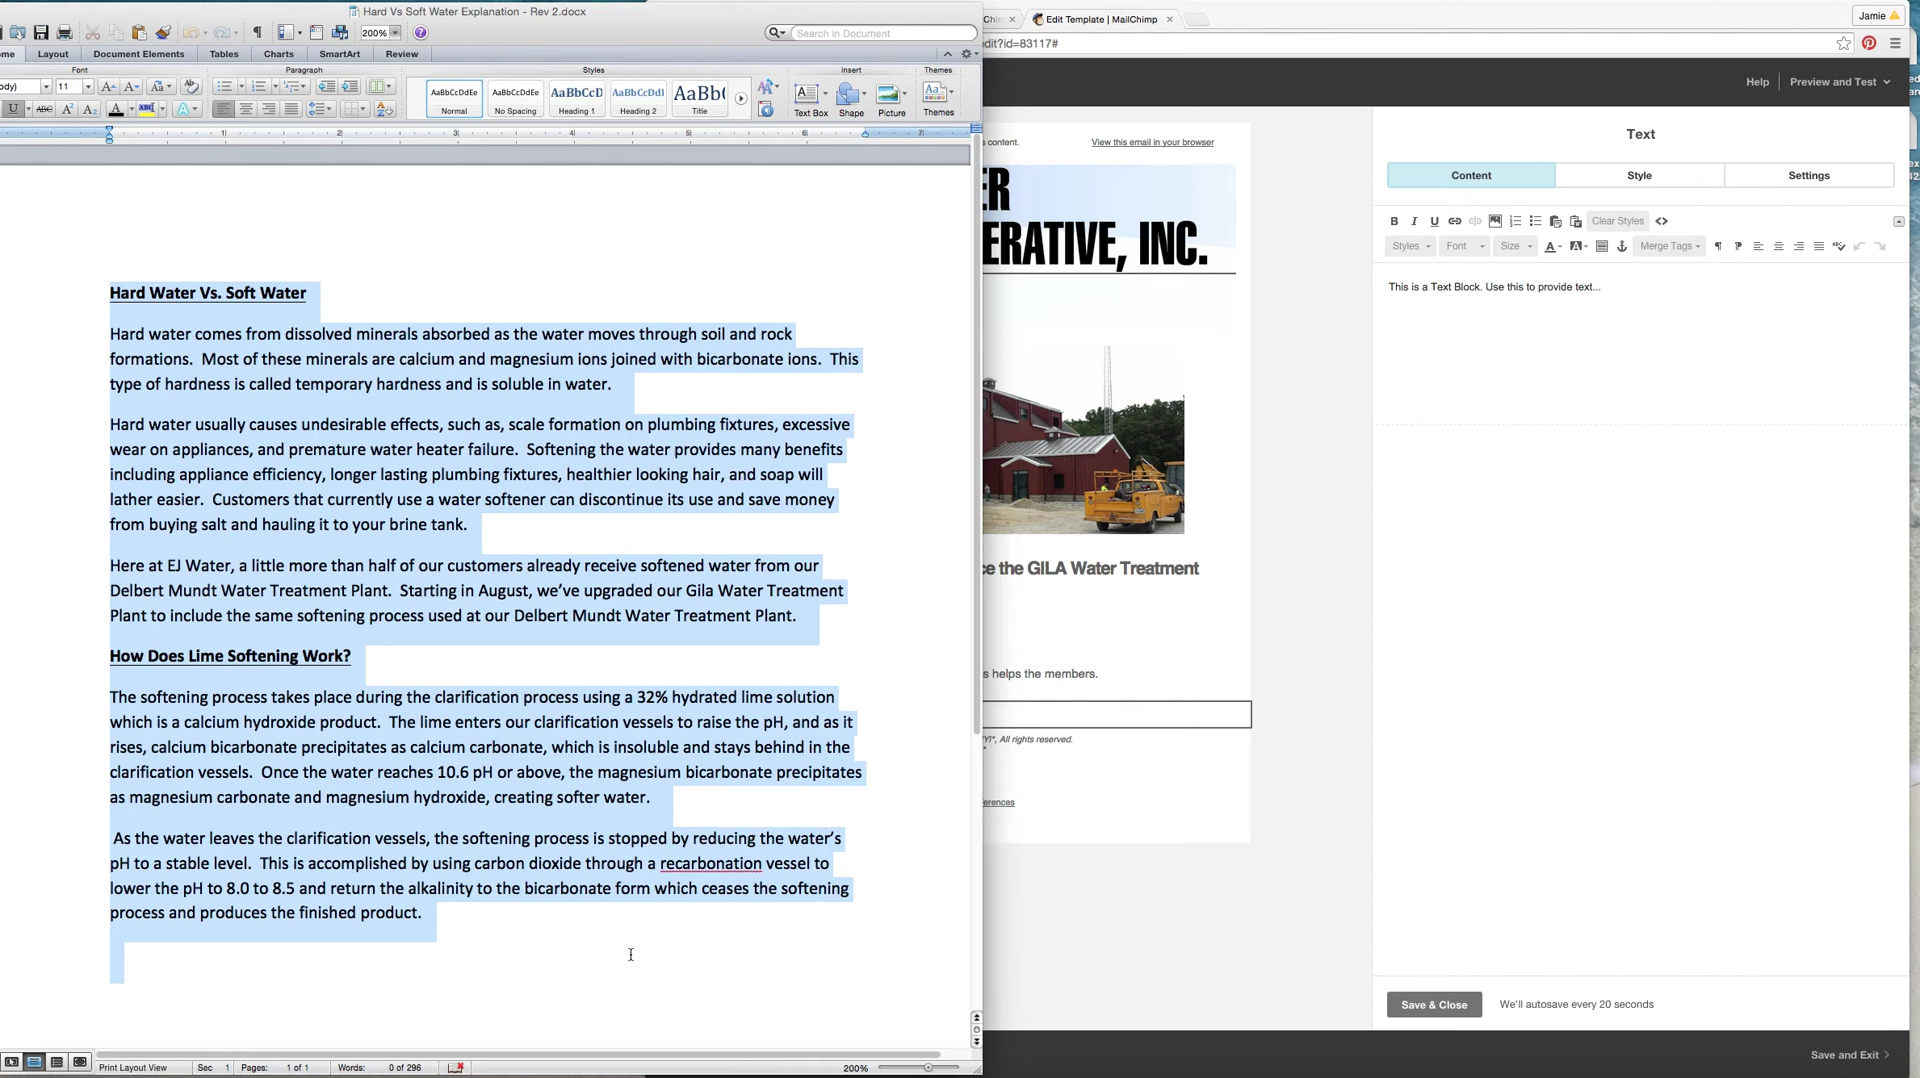 Hard Vs Soft Water Explanation - Rev 2.docx
200%
Search in Document
Layout
Document Elements
Tables
Charts
SmartArt
Review
Font
Paragraph
Styles
Insert
Themes
11
AaBbCcDdEe
Normal
AaBbCcDdEe
No Spacing
Heading 1
Heading 2
Title
Text Box
Shape
Picture
Themes
Hard Water Vs. Soft Water
Hard water comes from dissolved minerals absorbed as the water moves through soil and rock
formations.  Most of these minerals are calcium and magnesium ions joined with bicarbonate ions.  This
type of hardness is called temporary hardness and is soluble in water.
Hard water usually causes undesirable effects, such as, scale formation on plumbing fixtures, excessive
wear on appliances, and premature water heater failure.  Softening the water provides many benefits
including appliance efficiency, longer lasting plumbing fixtures, healthier looking hair, and soap will
lather easier.  Customers that currently use a water softener can discontinue its use and save money
from buying salt and hauling it to your brine tank.
Here at EJ Water, a little more than half of our customers already receive softened water from our
Delbert Mundt Water Treatment Plant.  Starting in August, we’ve upgraded our Gila Water Treatment
Plant to include the same softening process used at our Delbert Mundt Water Treatment Plant.
How Does Lime Softening Work?
The softening process takes place during the clarification process using a 32% hydrated lime solution
which is a calcium hydroxide product.  The lime enters our clarification vessels to raise the pH, and as it
rises, calcium bicarbonate precipitates as calcium carbonate, which is insoluble and stays behind in the
clarification vessels.  Once the water reaches 10.6 pH or above, the magnesium bicarbonate precipitates
as magnesium carbonate and magnesium hydroxide, creating softer water.
As the water leaves the clarification vessels, the softening process is stopped by reducing the water’s
pH to a stable level.  This is accomplished by using carbon dioxide through a recarbonation vessel to
lower the pH to 8.0 to 8.5 and return the alkalinity to the bicarbonate form which ceases the softening
process and produces the finished product.
Print Layout View
Sec 1
Pages: 1 of 1
Words: 0 of 296
200%
Edit Template | MailChimp
Jamie
dit?id=83117#
Help
Preview and Test
s content.
View this email in your browser
ER
ERATIVE, INC.
ce the GILA Water Treatment
s helps the members.
Y|*, All rights reserved.
erences
Text
Content
Style
Settings
B I U
Clear Styles
Styles
Font
Size
Merge Tags
This is a Text Block. Use this to provide text...
Save & Close
We'll autosave every 20 seconds
Save and Exit